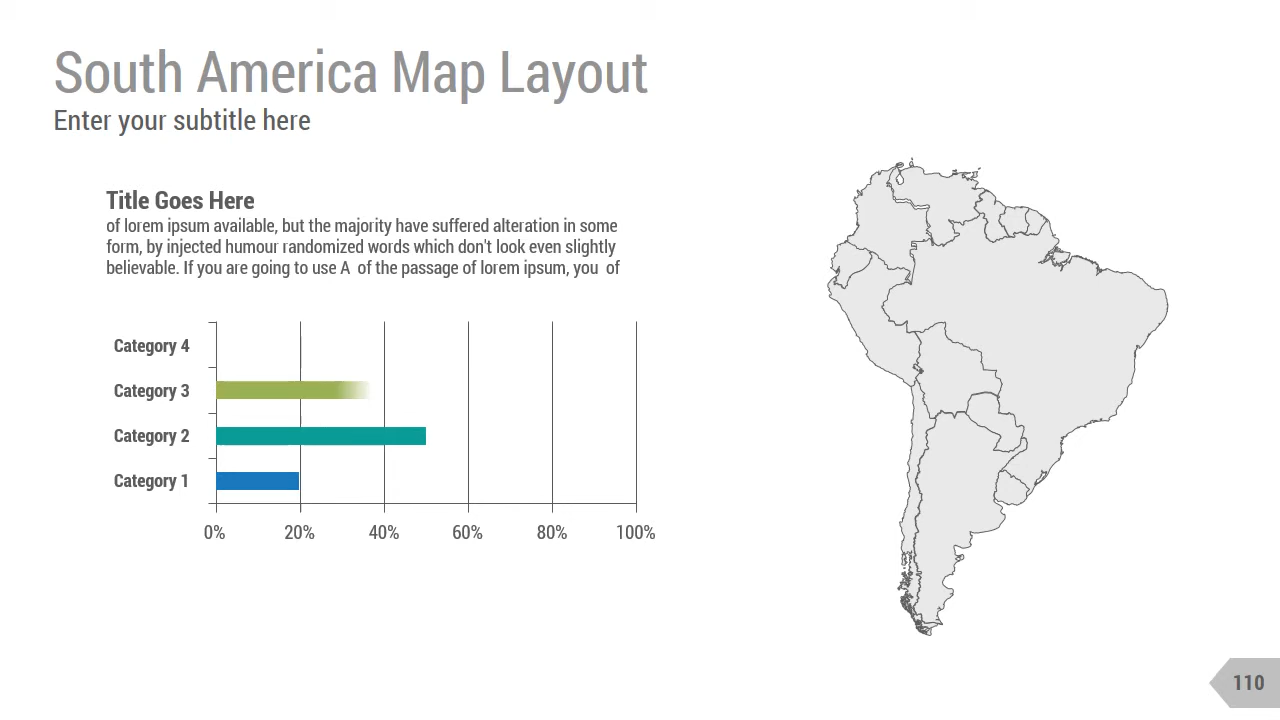 South America Map Layout
Enter your subtitle here
Title Goes Here
of lorem ipsum available, but the majority have suffered alteration in some
form, by injected humour randomized words which don't look even slightly
believable. If you are going to use A  of the passage of lorem ipsum, you  of
Category 4
Category 3
Category 2
Category 1
0% 20% 40% 60% 80% 100%
110